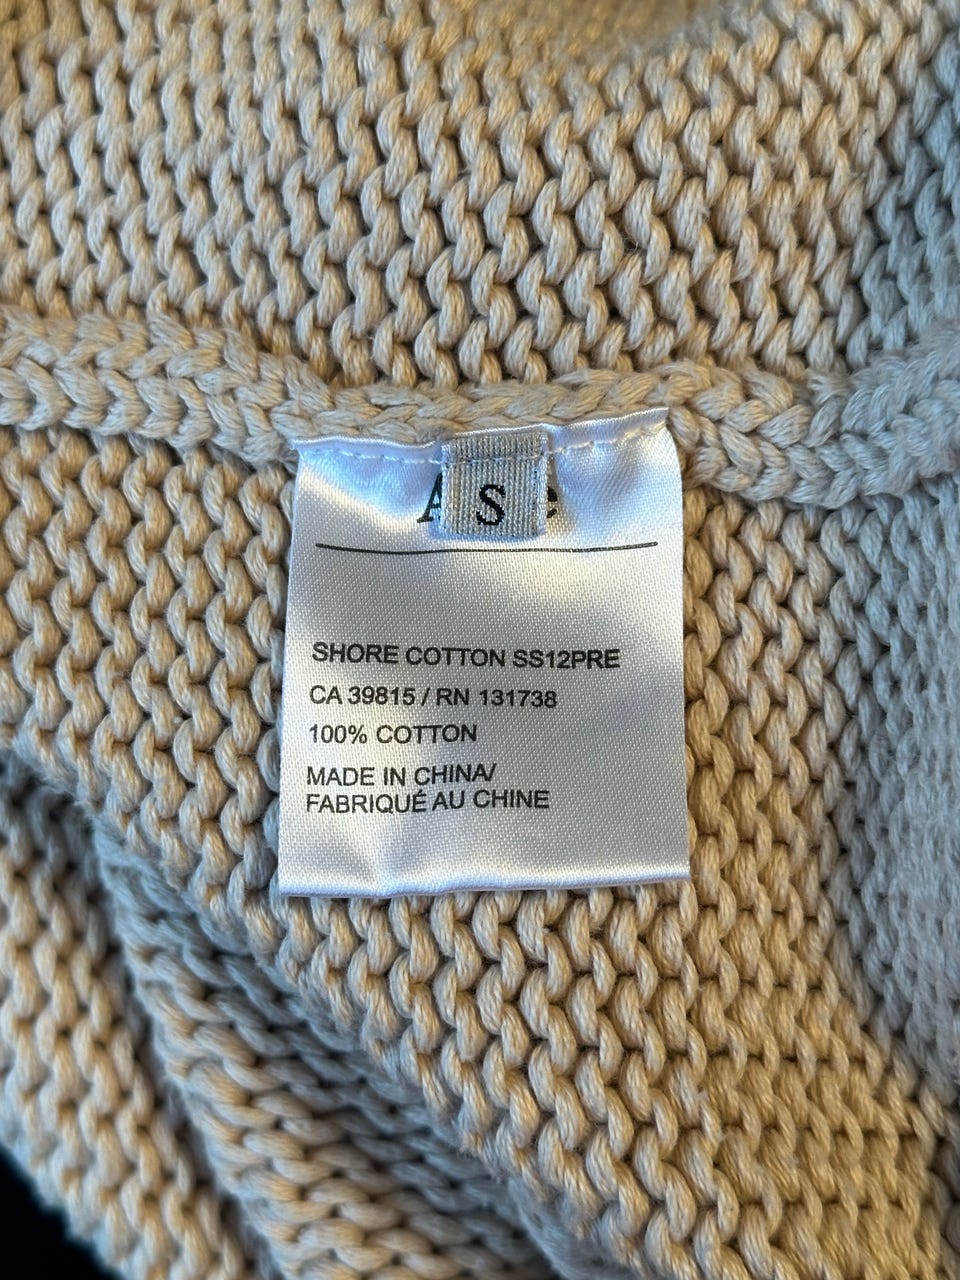 S
SHORE COTTON SS12PRE
CA 39815 / RN 131738
100% COTTON
MADE IN CHINA/
FABRIQUÉ AU CHINE